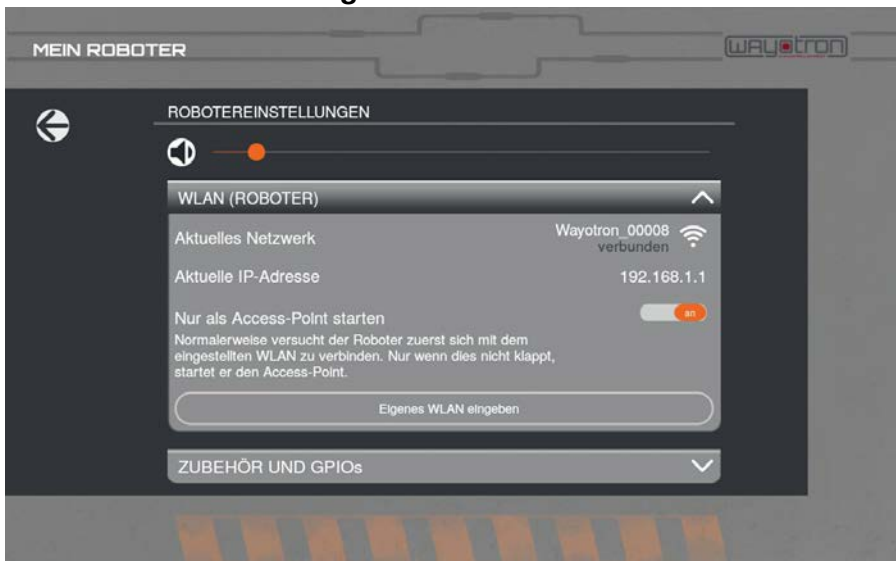 MEIN ROBOTER
wayotron
ROBOTEREINSTELLUNGEN
WLAN (ROBOTER)
Aktuelles Netzwerk
Wayotron_00008
verbunden
Aktuelle IP-Adresse
192.168.1.1
Nur als Access-Point starten
an
Normalerweise versucht der Roboter zuerst sich mit dem
eingestellten WLAN zu verbinden. Nur wenn dies nicht klappt,
startet er den Access-Point.
Eigenes WLAN eingeben
ZUBEHÖR UND GPIOs